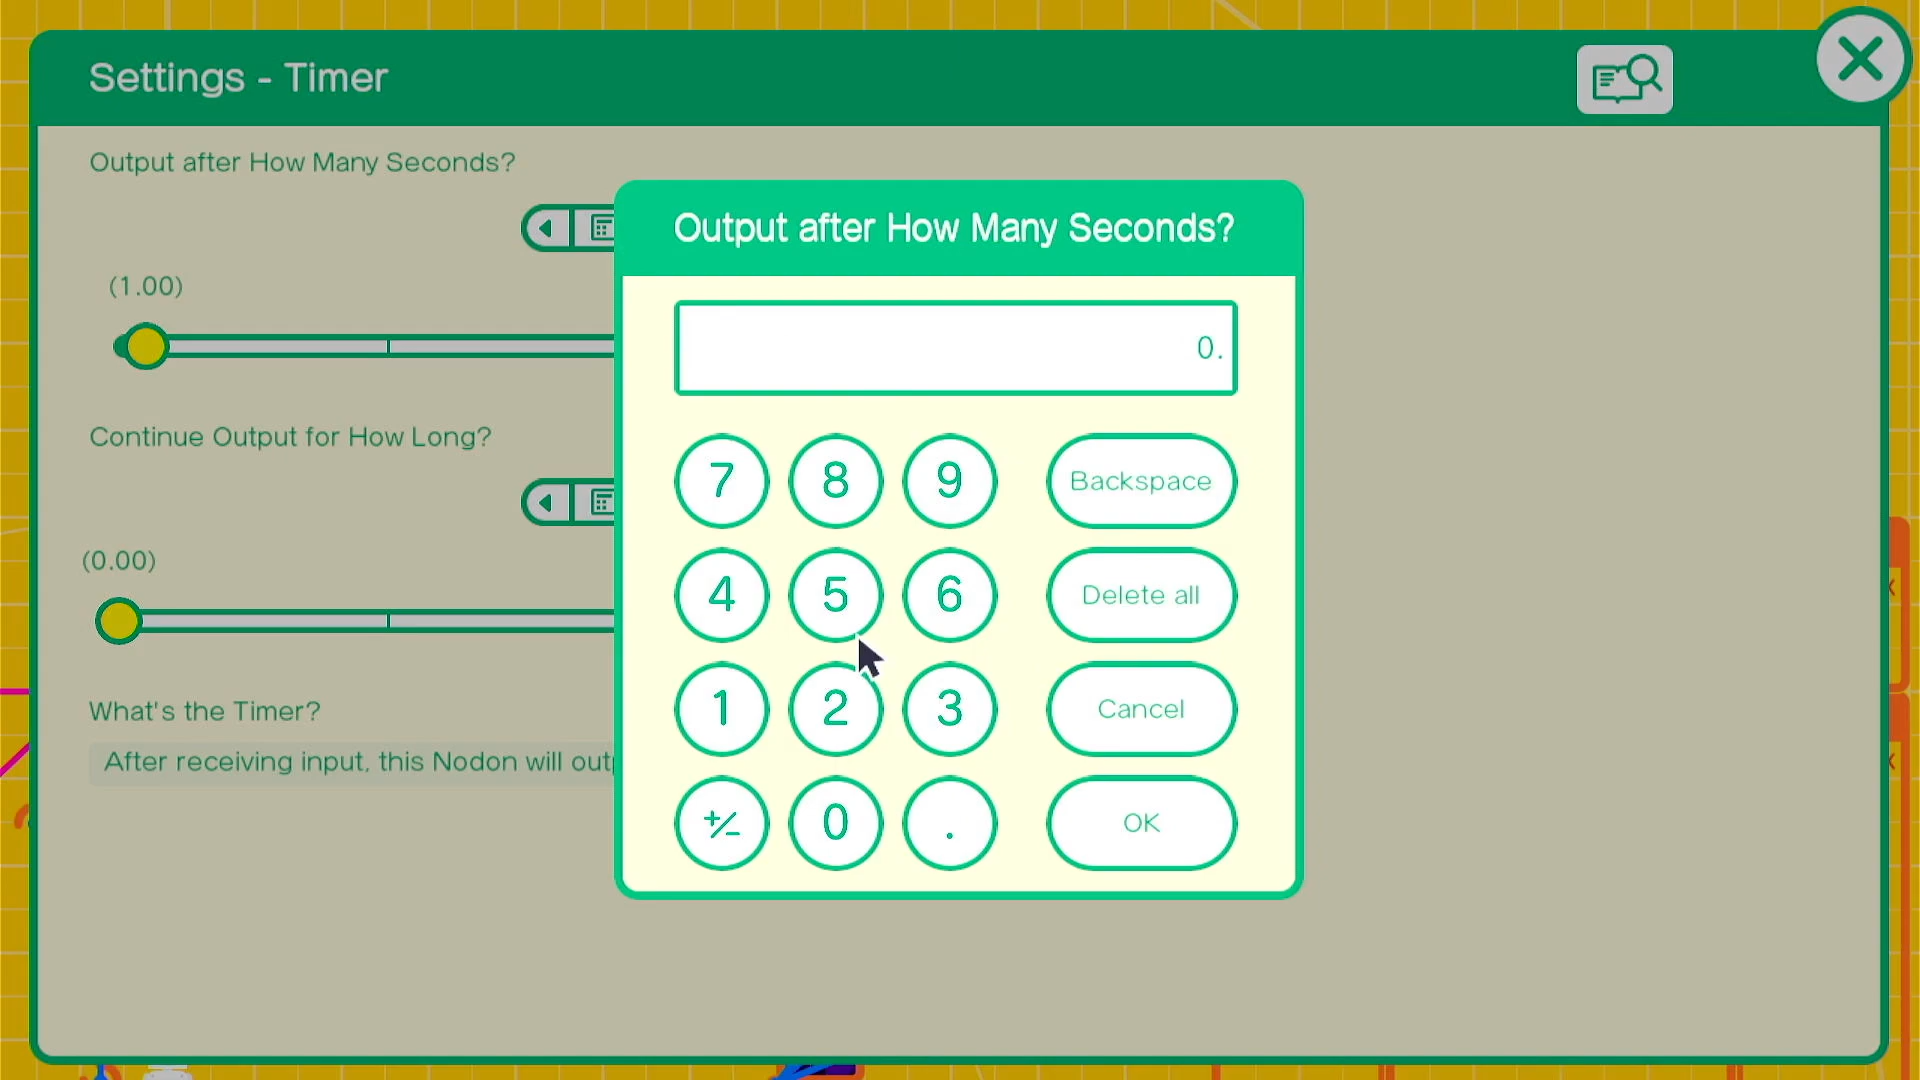 Settings - Timer
Output after How Many Seconds?
(1.00)
Continue Output for How Long?
(0.00)
What's the Timer?
After receiving input, this Nodon will
Output after How Many Seconds?
0.
7 8 9 Backspace
4 5 6 Delete all
1 2 3 Cancel
+/- 0 . OK